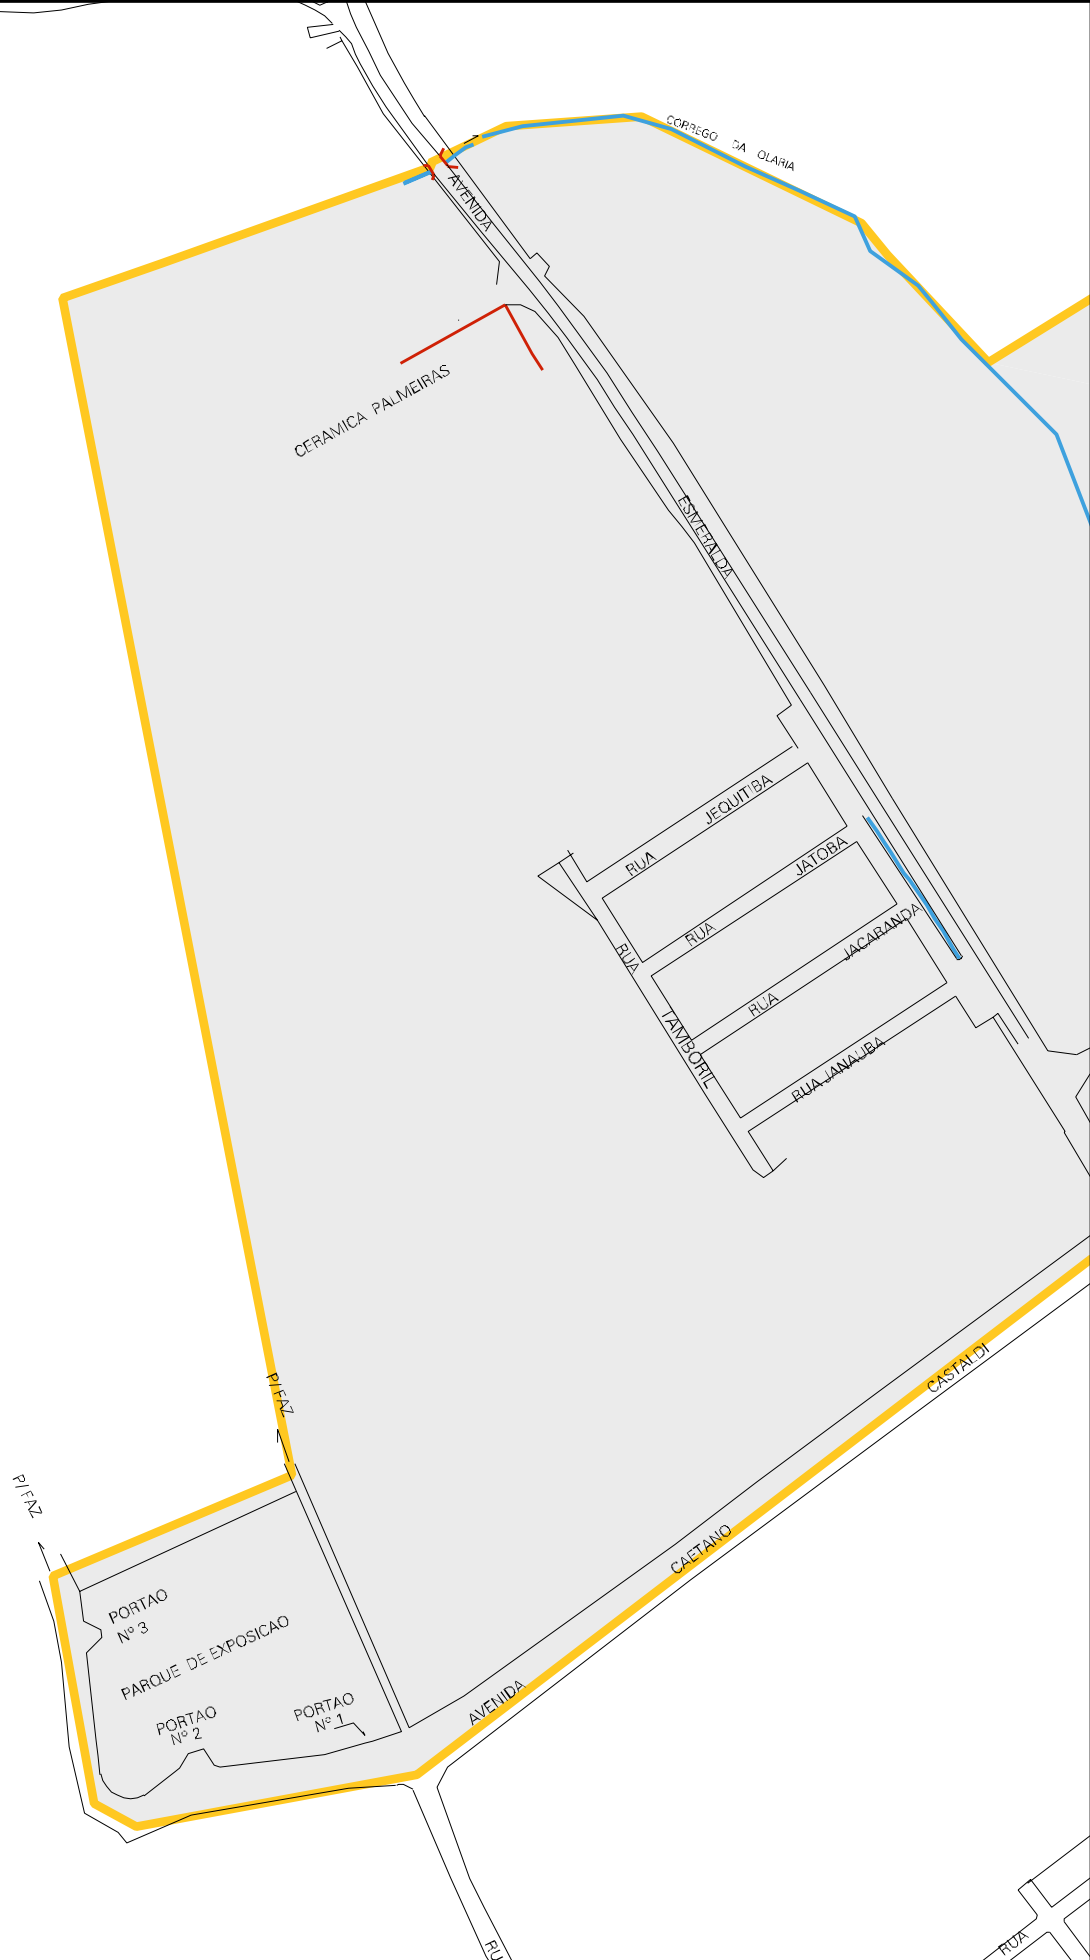 CORREGO DA OLARIA
AVENIDA
CERAMICA PALMEIRAS
ESMERALDA
RUA JEQUITIBA
RUA JATOBA
RUA JACARANDA
RUA TAMBORIL
RUA JANAUBA
P/ FAZ
CASTALDI
P/ FAZ
CAETANO
PORTAO
Nº 3
PARQUE DE EXPOSICAO
AVENIDA
PORTAO
Nº 2
PORTAO
Nº 1
RU
RUA